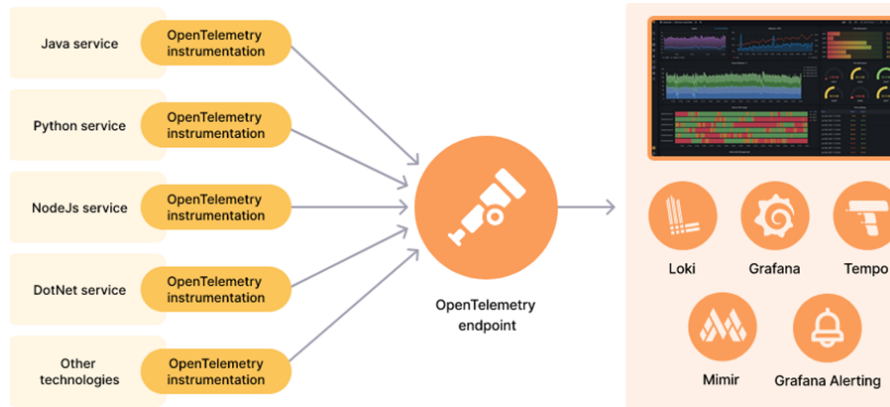 Java service
OpenTelemetry
instrumentation
Python service
OpenTelemetry
instrumentation
NodeJs service
OpenTelemetry
instrumentation
DotNet service
OpenTelemetry
instrumentation
Other
technologies
OpenTelemetry
instrumentation
OpenTelemetry
endpoint
Loki
Grafana
Tempo
Mimir
Grafana Alerting